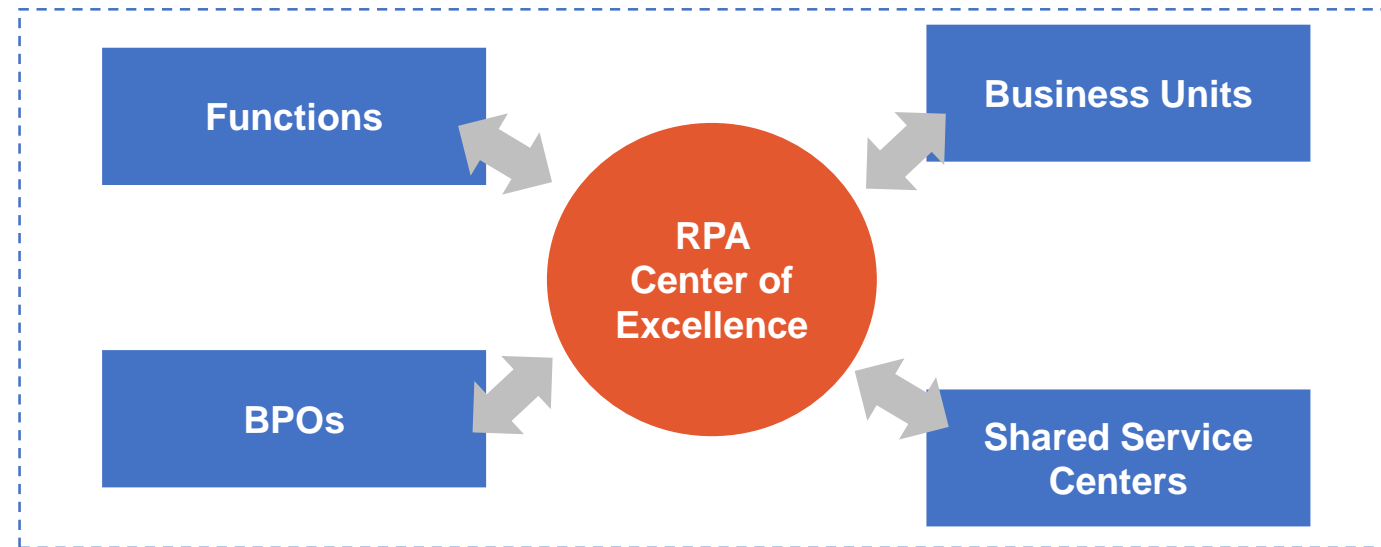 Functions
Business Units
RPA
Center of
Excellence
BPOs
Shared Service
Centers